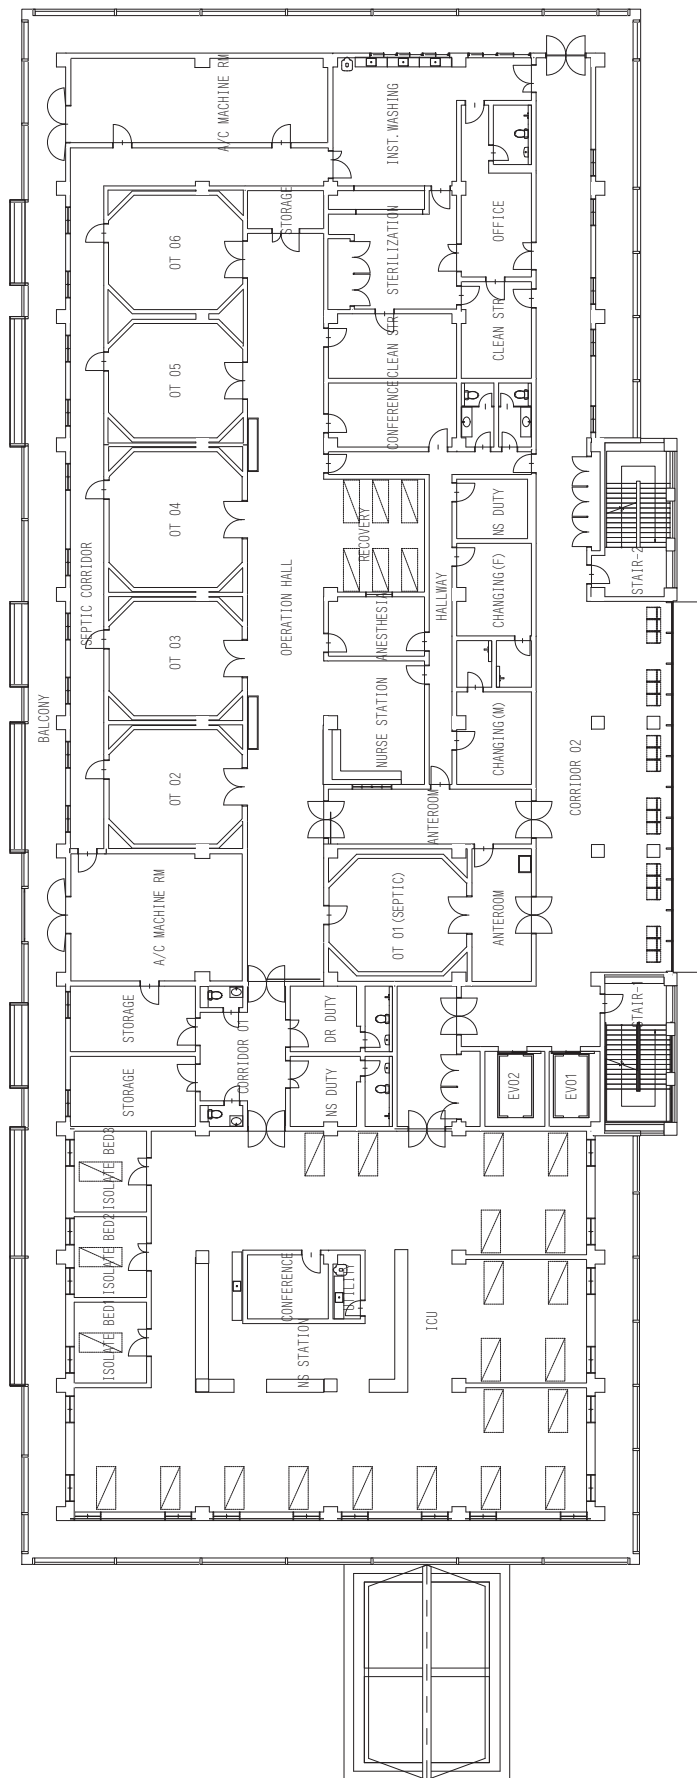 A/C MACHINE RM
INST. WASHING
STORAGE
OT 06
STERILIZATION
OFFICE
OT 05
CLEAN STR
CLEAN STR
CONFERENCE
OT 04
RECOVERY
NS DUTY
STAIR-2
SEPTIC CORRIDOR
OPERATION HALL
HALLWAY
CHANGING(F)
OT 03
ANESTHESIA
BALCONY
NURSE STATION
CHANGING(M)
OT 02
CORRIDOR 02
ANTEROOM
A/C MACHINE RM
OT 01(SEPTIC)
ANTEROOM
STORAGE
DR DUTY
STAIR-1
CORRIDOR 01
STORAGE
NS DUTY
EV02
EV01
ISOLATE BED3
ISOLATE BED2
CONFERENCE
UTILITY
ISOLATE BED1
NS STATION
ICU